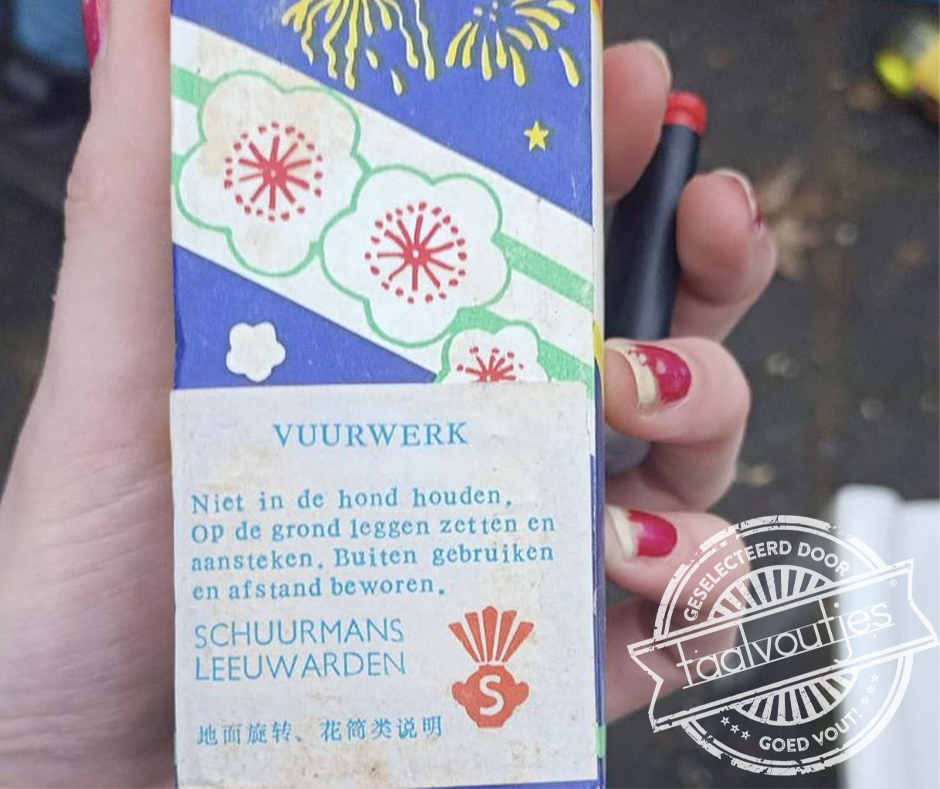 VUURWERK
Niet in de hond houden.
OP de grond leggen zetten en
aansteken. Buiten gebruiken
en afstand beworen.
SCHUURMANS
LEEUWARDEN
S
地面旋转、花筒类说明
GESELECTEERD DOOR
taalvoutjes®
GOED VOUT!